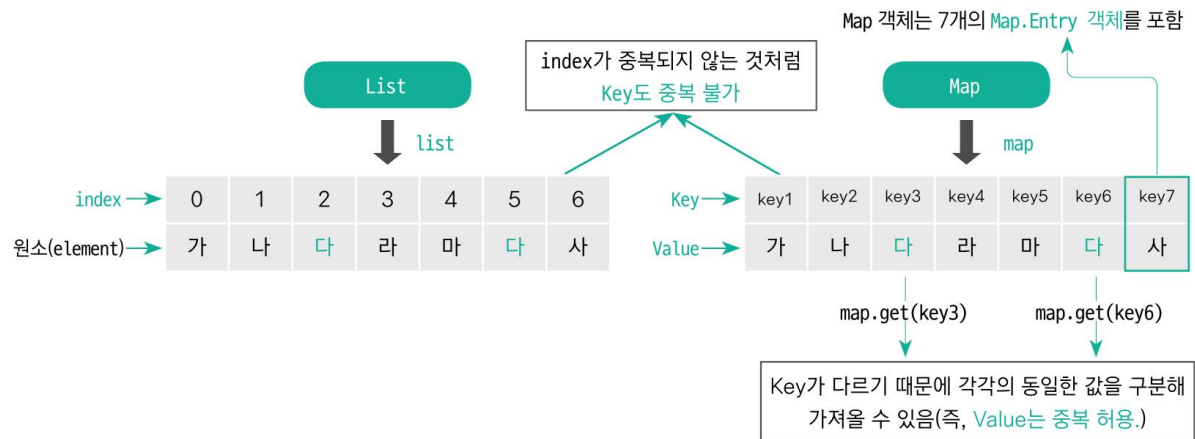 Map 객체는 7개의 Map.Entry 객체를 포함
index가 중복되지 않는 것처럼
Key도 중복 불가
List
Map
list
map
index 0 1 2 3 4 5 6
원소(element) 가 나 다 라 마 다 사
Key key1 key2 key3 key4 key5 key6 key7
Value 가 나 다 라 마 다 사
map.get(key3) map.get(key6)
Key가 다르기 때문에 각각의 동일한 값을 구분해
가져올 수 있음(즉, Value는 중복 허용.)